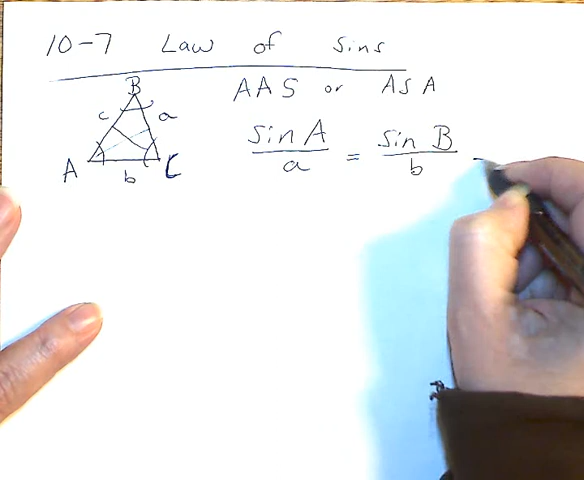 10-7 Law of Sins
AAS or ASA
B
c a
A b C
sin A / a = sin B / b